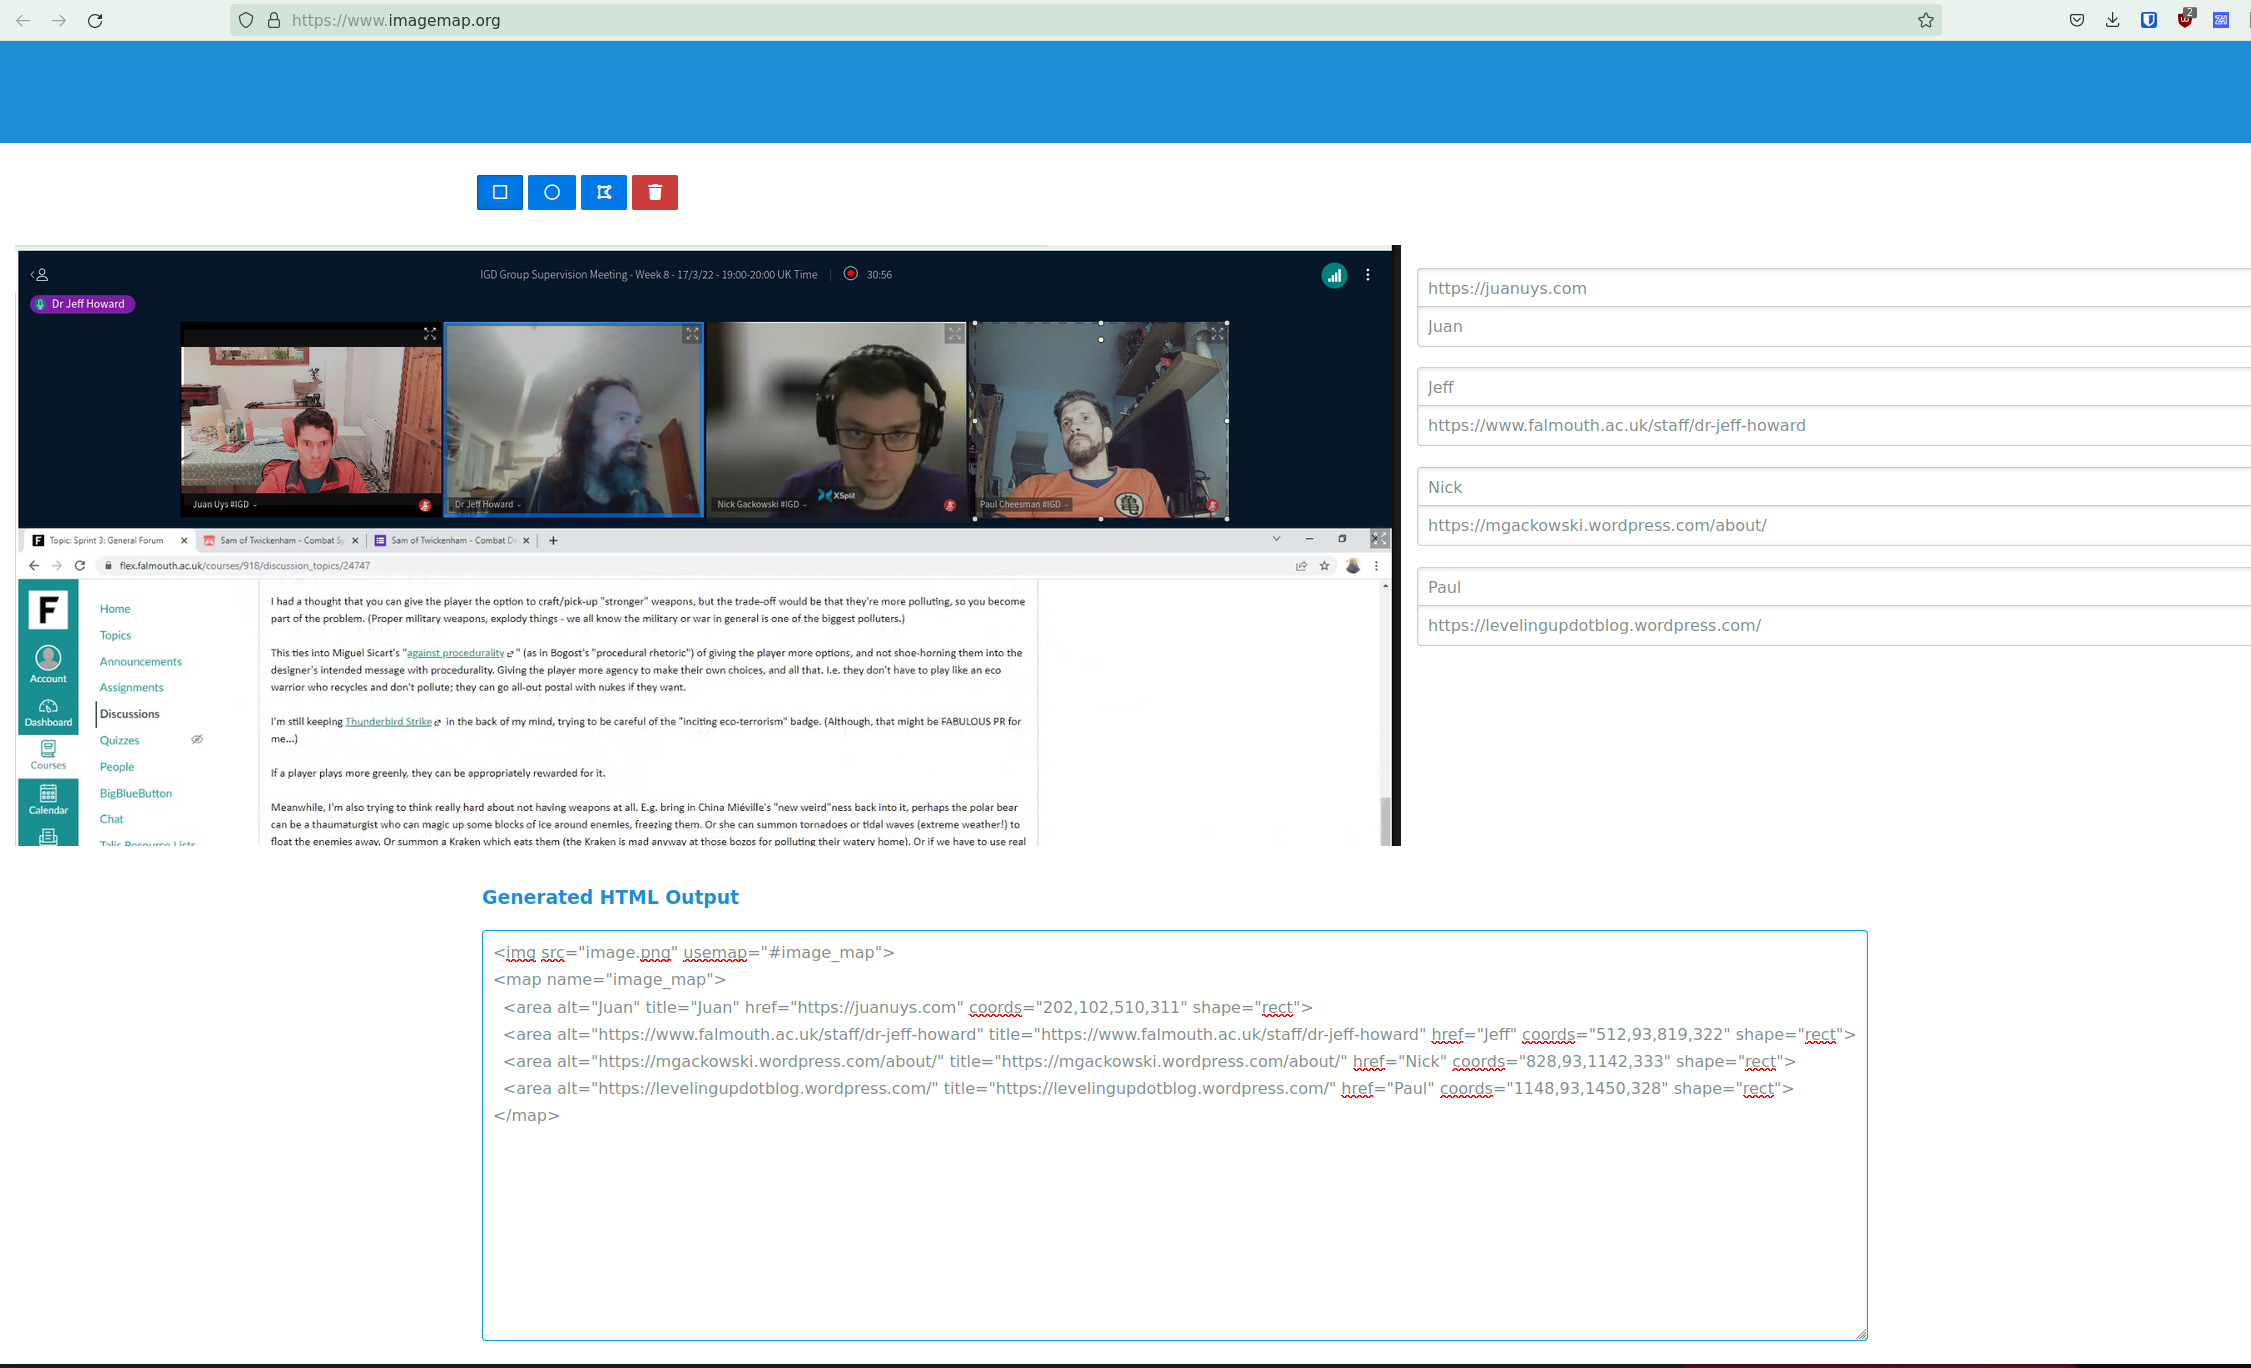 https://www.imagemap.org
2
IGD Group Supervision Meeting - Week 8 - 17/3/22 - 19:00-20:00 UK Time
30:56
Dr Jeff Howard
Juan Uys #IGD
Dr Jeff Howard
XSplit
Nick Gackowski #IGD
Paul Cheesman #IGD
https://juanuys.com
Juan
Jeff
https://www.falmouth.ac.uk/staff/dr-jeff-howard
Nick
https://mgackowski.wordpress.com/about/
Paul
https://levelingupdotblog.wordpress.com/
Topic: Sprint 3: General Forum
Sam of Twickenham - Combat Sy
Sam of Twickenham - Combat D
flex.falmouth.ac.uk/courses/918/discussion_topics/24747
F
Account
Dashboard
Courses
Calendar
Home
Topics
Announcements
Assignments
Discussions
Quizzes
People
BigBlueButton
Chat
Talis Resource Lists
I had a thought that you can give the player the option to craft/pick-up "stronger" weapons, but the trade-off would be that they're more polluting, so you become
part of the problem. (Proper military weapons, explody things - we all know the military or war in general is one of the biggest polluters.)
This ties into Miguel Sicart's "against procedurality " (as in Bogost's "procedural rhetoric") of giving the player more options, and not shoe-horning them into the
designer's intended message with procedurality. Giving the player more agency to make their own choices, and all that. I.e. they don't have to play like an eco
warrior who recycles and don't pollute; they can go all-out postal with nukes if they want.
I'm still keeping Thunderbird Strike in the back of my mind, trying to be careful of the "inciting eco-terrorism" badge. (Although, that might be FABULOUS PR for
me...)
If a player plays more greenly, they can be appropriately rewarded for it.
Meanwhile, I'm also trying to think really hard about not having weapons at all. E.g. bring in China Miéville's "new weird"ness back into it, perhaps the polar bear
can be a thaumaturgist who can magic up some blocks of ice around enemies, freezing them. Or she can summon tornadoes or tidal waves (extreme weather!) to
float the enemies away. Or summon a Kraken which eats them (the Kraken is mad anyway at those bozos for polluting their watery home). Or if we have to use real
Generated HTML Output
<img src="image.png" usemap="#image_map">
<map name="image_map">
<area alt="Juan" title="Juan" href="https://juanuys.com" coords="202,102,510,311" shape="rect">
<area alt="https://www.falmouth.ac.uk/staff/dr-jeff-howard" title="https://www.falmouth.ac.uk/staff/dr-jeff-howard" href="Jeff" coords="512,93,819,322" shape="rect">
<area alt="https://mgackowski.wordpress.com/about/" title="https://mgackowski.wordpress.com/about/" href="Nick" coords="828,93,1142,333" shape="rect">
<area alt="https://levelingupdotblog.wordpress.com/" title="https://levelingupdotblog.wordpress.com/" href="Paul" coords="1148,93,1450,328" shape="rect">
</map>